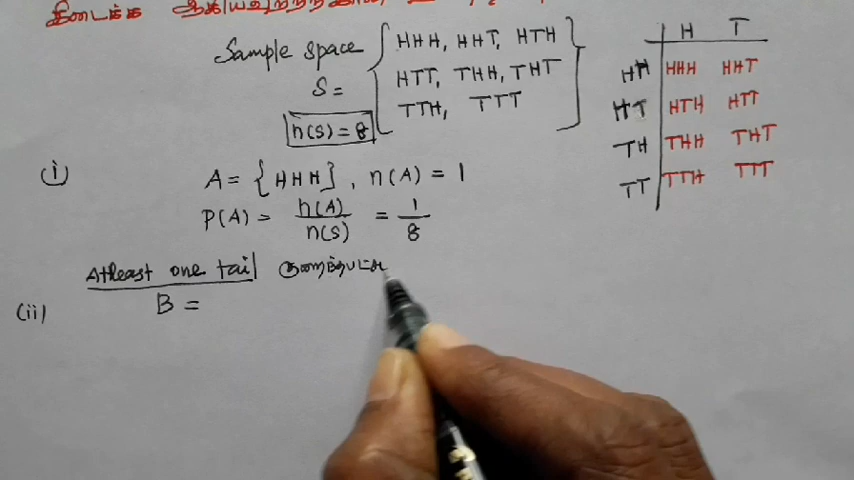 கிடைக்க
Sample space { HHH, HHT, HTH
S = HTT, THH, THT
n(S) = 8 TTH, TTT }
H T
HH HHH HHT
HT HTH HTT
TH THH THT
TT TTH TTT
(i) A = {HHH}, n(A) = 1
P(A) = n(A)/n(S) = 1/8
Atleast one tail
(ii) B =